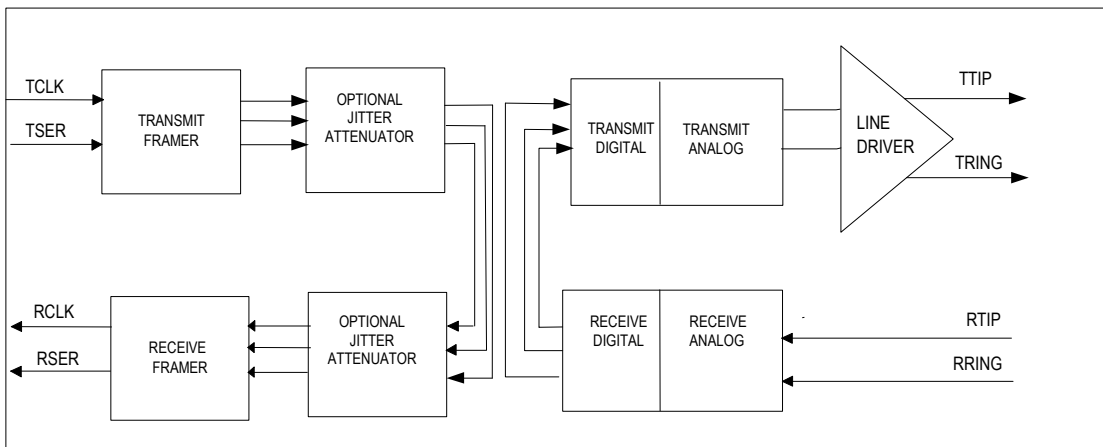 TCLK
TSER
TRANSMIT
FRAMER
OPTIONAL
JITTER
ATTENUATOR
TRANSMIT
DIGITAL
TRANSMIT
ANALOG
LINE
DRIVER
TTIP
TRING
RCLK
RSER
RECEIVE
FRAMER
OPTIONAL
JITTER
ATTENUATOR
RECEIVE
DIGITAL
RECEIVE
ANALOG
RTIP
RRING